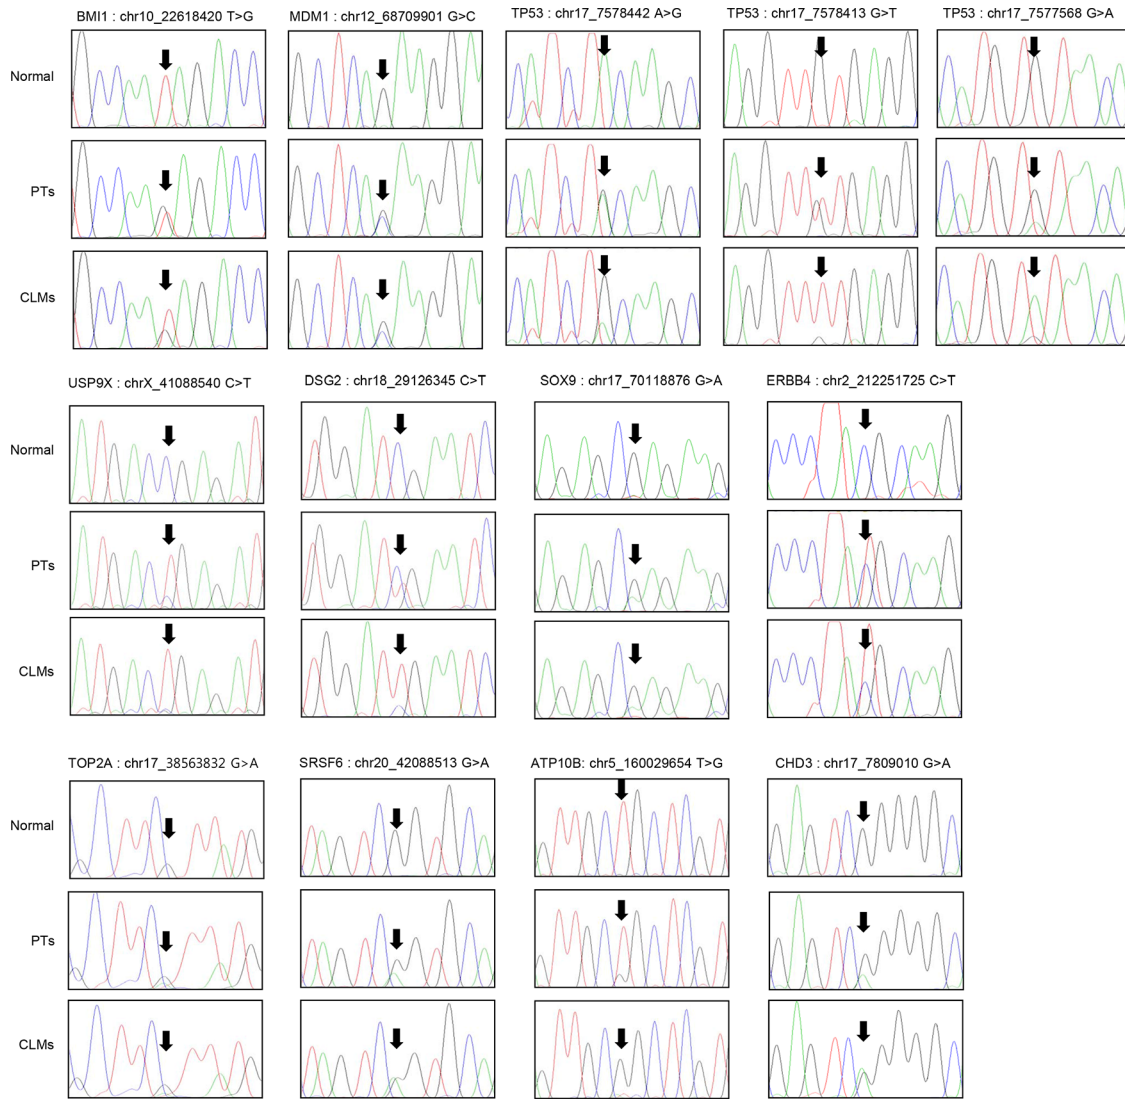 BMI1 : chr10_22618420 T>G
MDM1 : chr12_68709901 G>C
TP53 : chr17_7578442 A>G
TP53 : chr17_7578413 G>T
TP53 : chr17_7577568 G>A
Normal
PTs
CLMs
USP9X : chrX_41088540 C>T
DSG2 : chr18_29126345 C>T
SOX9 : chr17_70118876 G>A
ERBB4 : chr2_212251725 C>T
Normal
PTs
CLMs
TOP2A : chr17_38563832 G>A
SRSF6 : chr20_42088513 G>A
ATP10B: chr5_160029654 T>G
CHD3 : chr17_7809010 G>A
Normal
PTs
CLMs